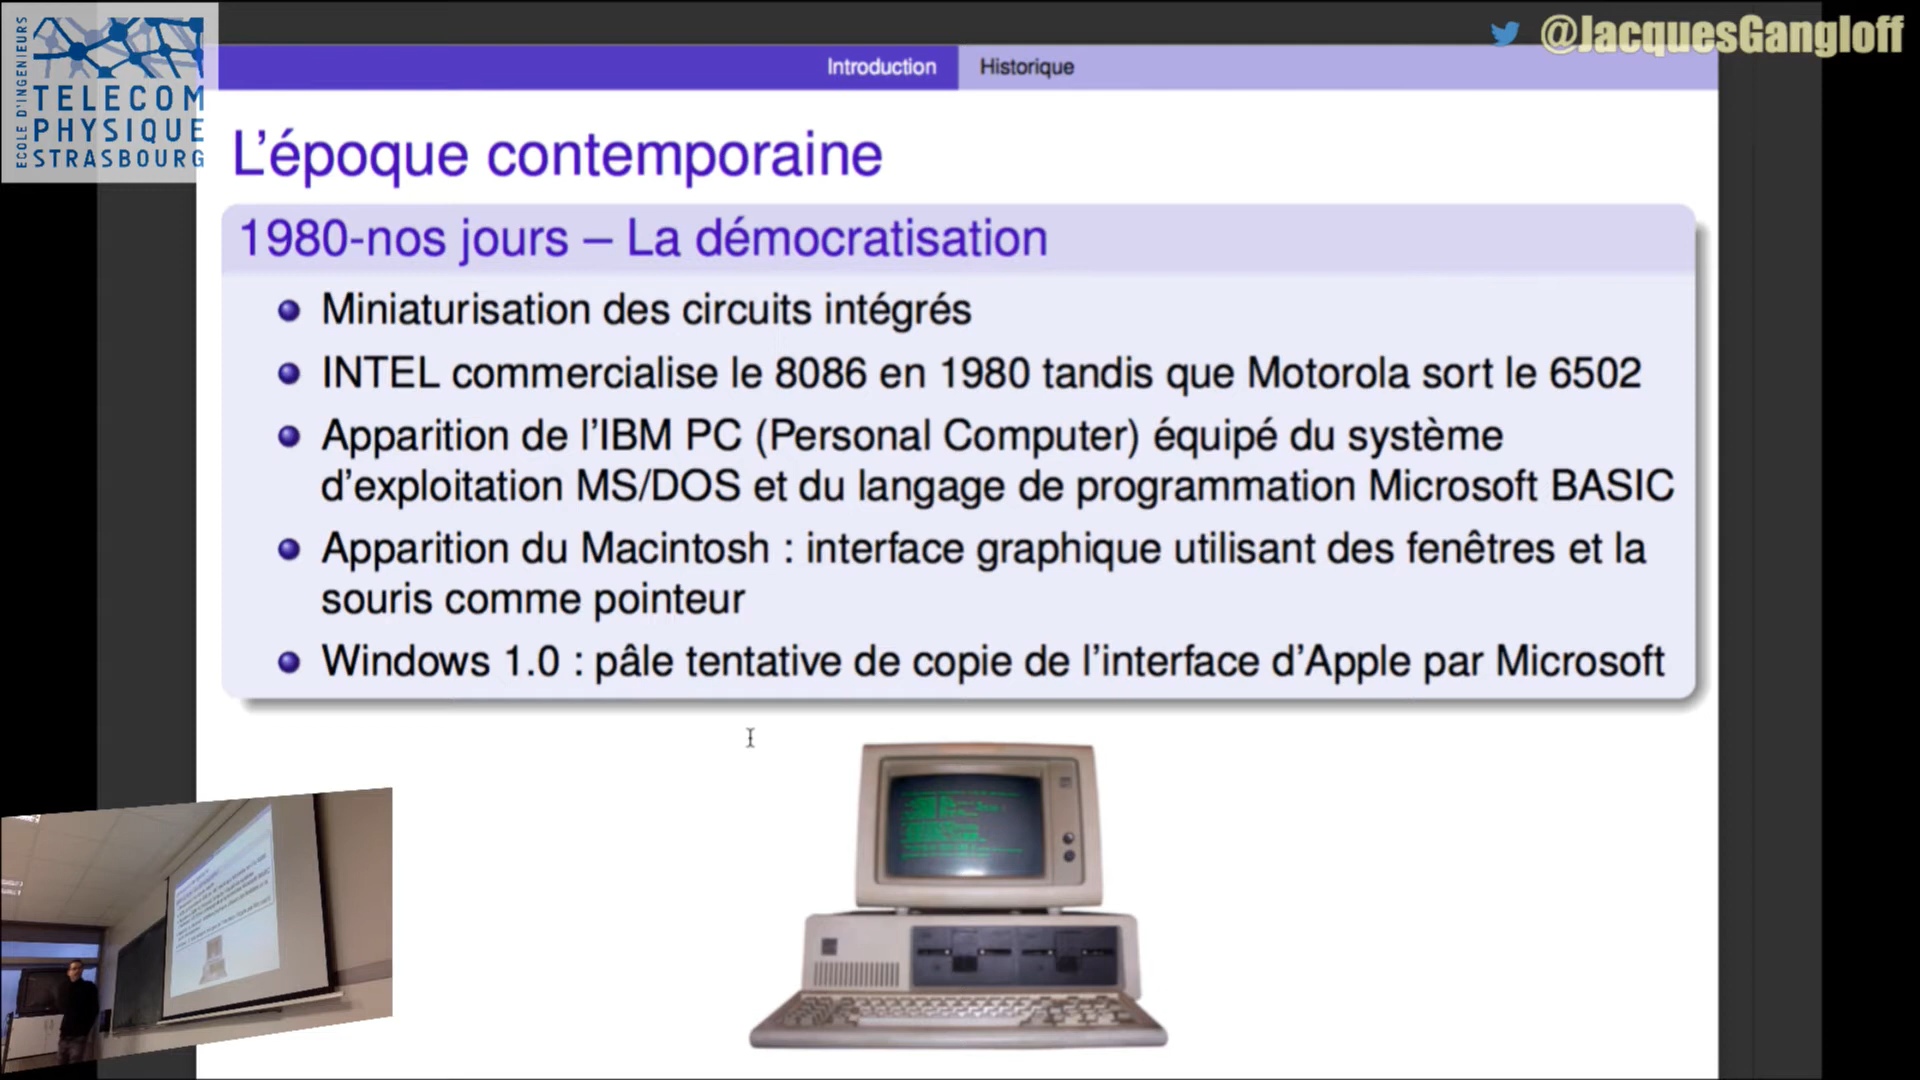 @JacquesGangloff
ECOLE D'INGENIEURS
TELECOM
PHYSIQUE
STRASBOURG
Introduction Historique
L'époque contemporaine
1980-nos jours – La démocratisation
Miniaturisation des circuits intégrés
INTEL commercialise le 8086 en 1980 tandis que Motorola sort le 6502
Apparition de l'IBM PC (Personal Computer) équipé du système
d'exploitation MS/DOS et du langage de programmation Microsoft BASIC
Apparition du Macintosh : interface graphique utilisant des fenêtres et la
souris comme pointeur
Windows 1.0 : pâle tentative de copie de l'interface d'Apple par Microsoft